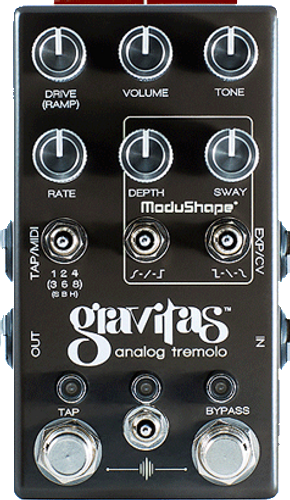 DRIVE VOLUME TONE
(RAMP)
RATE DEPTH SWAY
ModuShape
TAP/MIDI
EXP/CV
1 2 4
(3 6 8)
(S B H)
OUT
IN
gravitas™
analog tremolo
TAP BYPASS